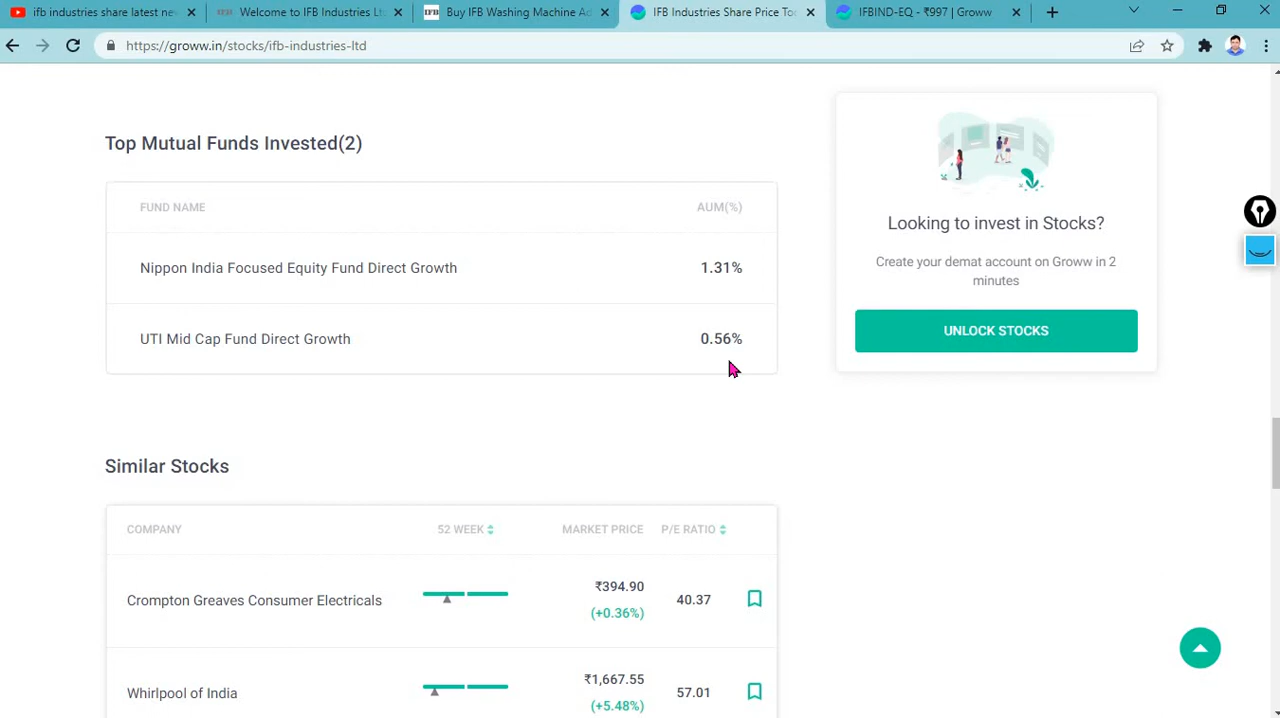 ifb industries share latest nev
Welcome to IFB Industries Lt
Buy IFB Washing Machine Ad
IFB Industries Share Price To
IFBIND-EQ - ₹997 | Groww
https://groww.in/stocks/ifb-industries-ltd
Top Mutual Funds Invested(2)
FUND NAME AUM(%)
Nippon India Focused Equity Fund Direct Growth 1.31%
UTI Mid Cap Fund Direct Growth 0.56%
Looking to invest in Stocks?
Create your demat account on Groww in 2
minutes
UNLOCK STOCKS
Similar Stocks
COMPANY 52 WEEK MARKET PRICE P/E RATIO
Crompton Greaves Consumer Electricals ₹394.90 40.37
(+0.36%)
Whirlpool of India ₹1,667.55 57.01
(+5.48%)